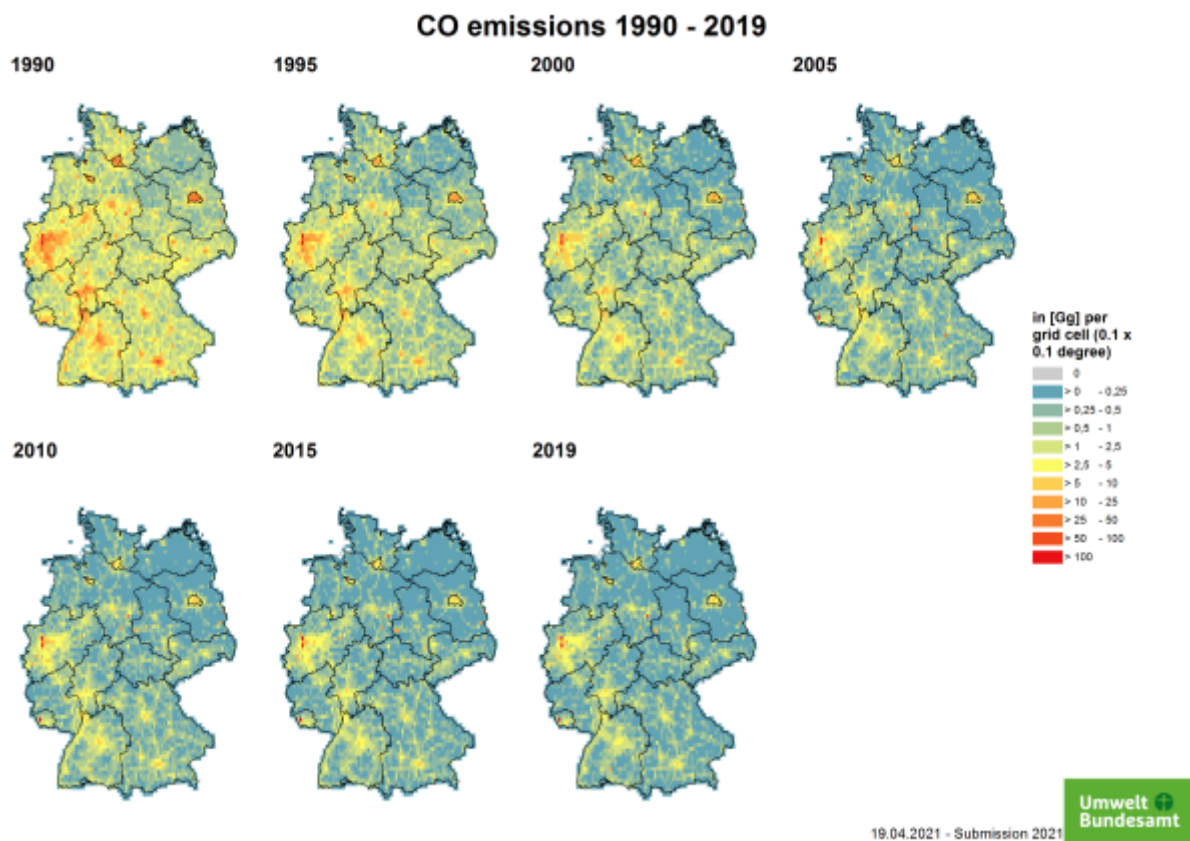 CO emissions 1990 - 2019
1990
1995
2000
2005
2010
2015
2019
in [Gg] per
grid cell (0.1 x
0.1 degree)
0
> 0 - 0,25
> 0,25 - 0,5
> 0,5 - 1
> 1 - 2,5
> 2,5 - 5
> 5 - 10
> 10 - 25
> 25 - 50
> 50 - 100
> 100
Umwelt
Bundesamt
19.04.2021 - Submission 2021